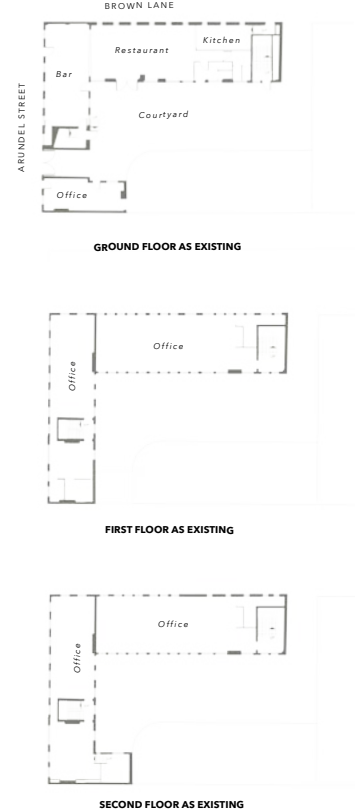 BROWN LANE
Kitchen
Restaurant
Bar
ARUNDEL STREET
Courtyard
Office
GROUND FLOOR AS EXISTING
Office
Office
FIRST FLOOR AS EXISTING
Office
Office
SECOND FLOOR AS EXISTING